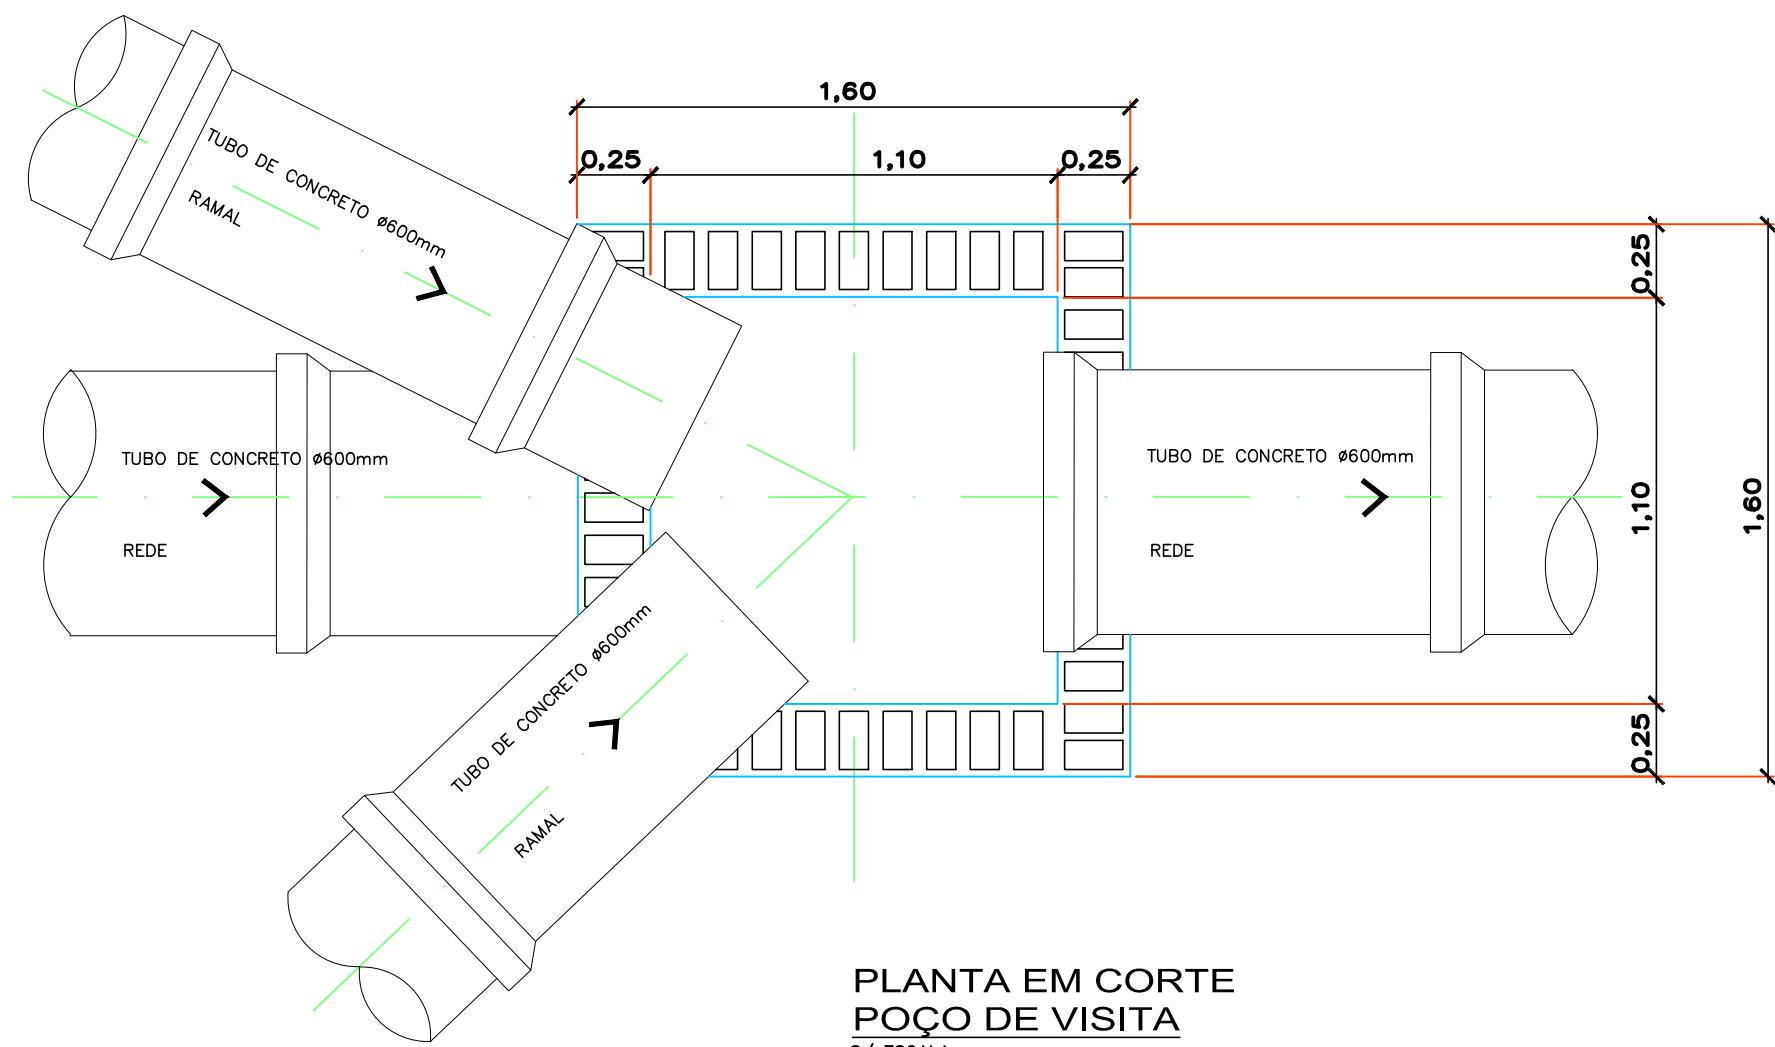 1,60
0,25
1,10
0,25
TUBO DE CONCRETO ø600mm
RAMAL
0,25
TUBO DE CONCRETO ø600mm
REDE
TUBO DE CONCRETO ø600mm
REDE
1,10
1,60
TUBO DE CONCRETO ø600mm
RAMAL
0,25
PLANTA EM CORTE
POÇO DE VISITA
S/ ESCALA